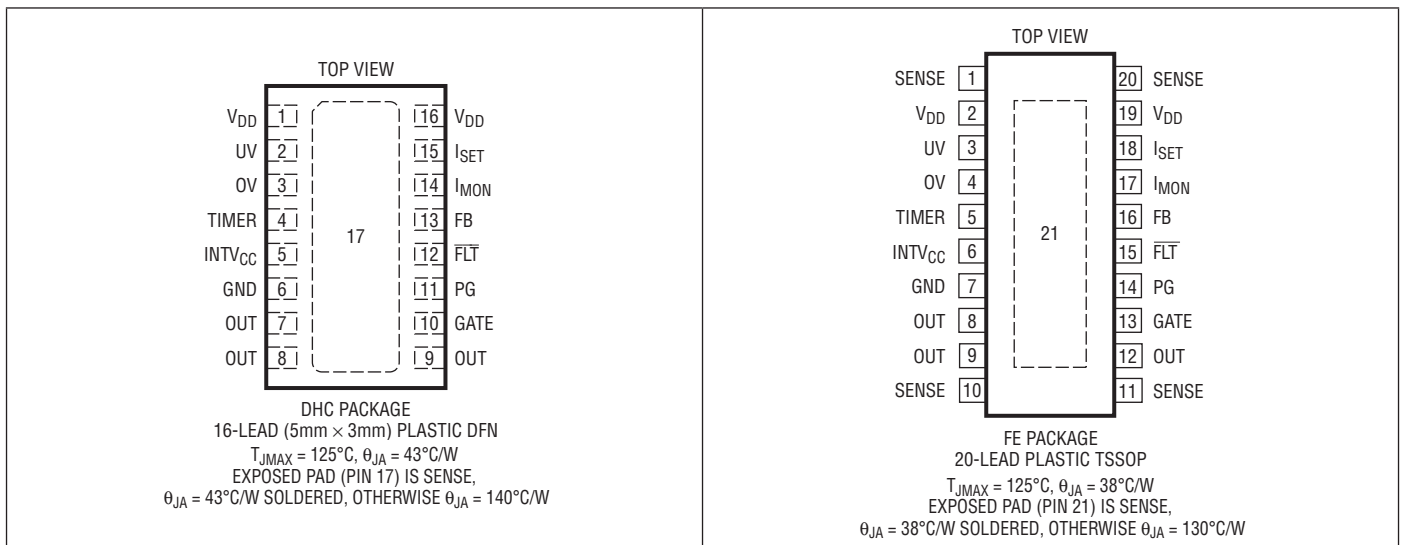 TOP VIEW
VDD 1 16 VDD
UV 2 15 ISET
OV 3 14 IMON
TIMER 4 13 FB
17
INTVCC 5 12 FLT
GND 6 11 PG
OUT 7 10 GATE
OUT 8 9 OUT
DHC PACKAGE
16-LEAD (5mm × 3mm) PLASTIC DFN
TJMAX = 125°C, θJA = 43°C/W
EXPOSED PAD (PIN 17) IS SENSE,
θJA = 43°C/W SOLDERED, OTHERWISE θJA = 140°C/W
TOP VIEW
SENSE 1 20 SENSE
VDD 2 19 VDD
UV 3 18 ISET
OV 4 17 IMON
TIMER 5 16 FB
21
INTVCC 6 15 FLT
GND 7 14 PG
OUT 8 13 GATE
OUT 9 12 OUT
SENSE 10 11 SENSE
FE PACKAGE
20-LEAD PLASTIC TSSOP
TJMAX = 125°C, θJA = 38°C/W
EXPOSED PAD (PIN 21) IS SENSE,
θJA = 38°C/W SOLDERED, OTHERWISE θJA = 130°C/W